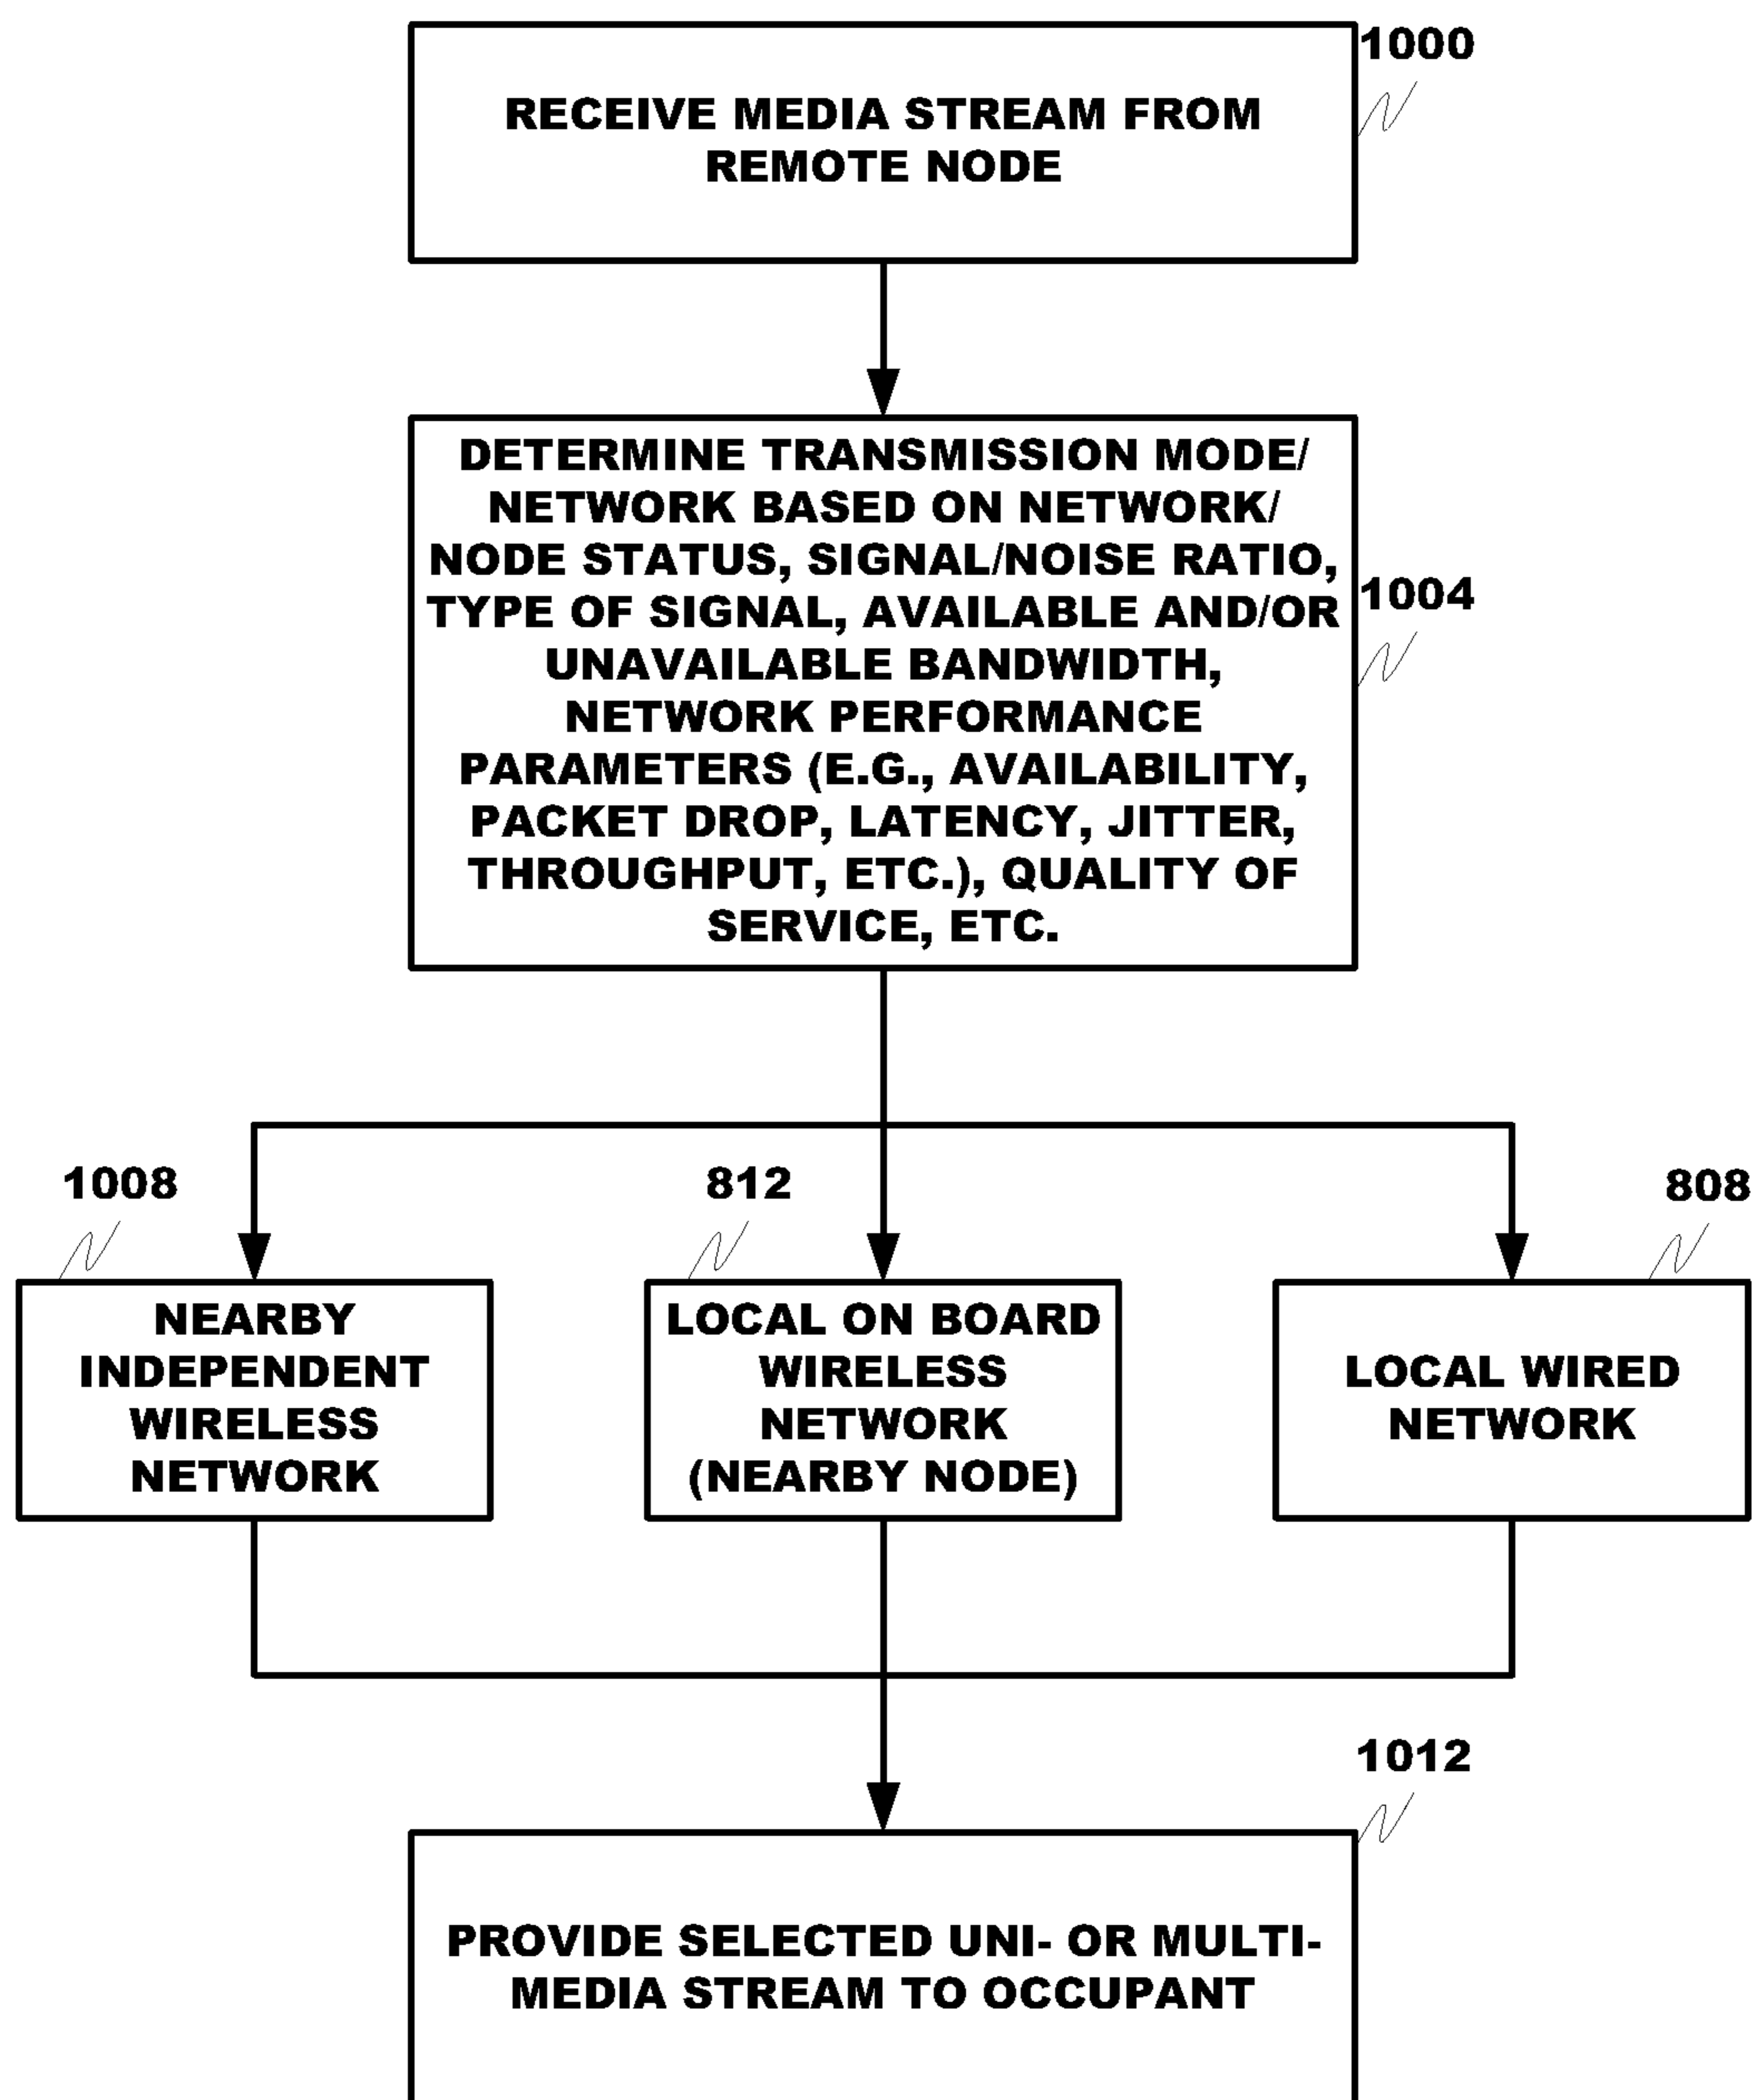 1000
RECEIVE MEDIA STREAM FROM
REMOTE NODE
DETERMINE TRANSMISSION MODE/
NETWORK BASED ON NETWORK/
NODE STATUS, SIGNAL/NOISE RATIO,
TYPE OF SIGNAL, AVAILABLE AND/OR
UNAVAILABLE BANDWIDTH,
NETWORK PERFORMANCE
PARAMETERS (E.G., AVAILABILITY,
PACKET DROP, LATENCY, JITTER,
THROUGHPUT, ETC.), QUALITY OF
SERVICE, ETC.
1004
1008
NEARBY
INDEPENDENT
WIRELESS
NETWORK
812
LOCAL ON BOARD
WIRELESS
NETWORK
(NEARBY NODE)
808
LOCAL WIRED
NETWORK
1012
PROVIDE SELECTED UNI- OR MULTI-
MEDIA STREAM TO OCCUPANT